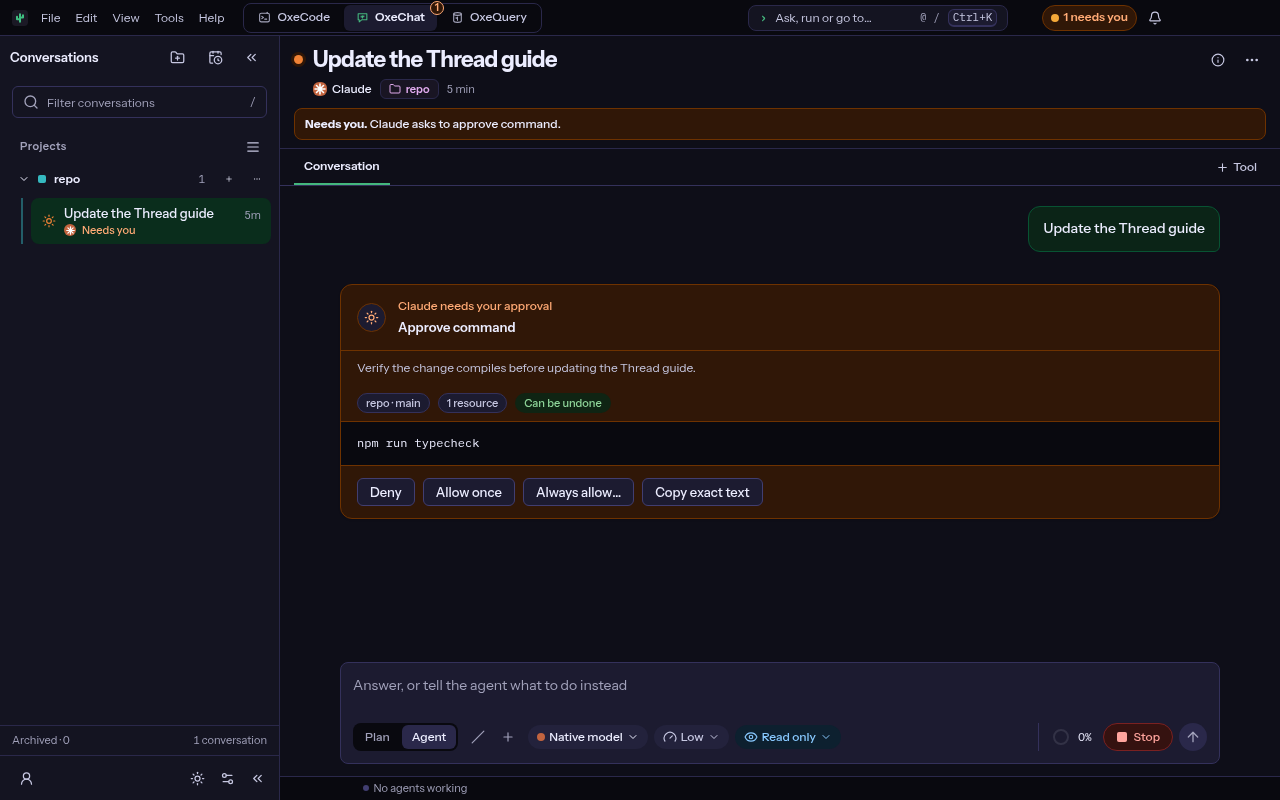 File Edit View Tools Help
OxeCode OxeChat 1 OxeQuery
Ask, run or go to... @ / Ctrl+K
1 needs you
Conversations
Filter conversations /
Projects
repo 1
Update the Thread guide 5m
Needs you
Archived · 0 1 conversation
Update the Thread guide
Claude repo 5 min
Needs you. Claude asks to approve command.
Conversation
Tool
Update the Thread guide
Claude needs your approval
Approve command
Verify the change compiles before updating the Thread guide.
repo · main 1 resource Can be undone
npm run typecheck
Deny Allow once Always allow... Copy exact text
Answer, or tell the agent what to do instead
Plan Agent Native model Low Read only 0% Stop
No agents working